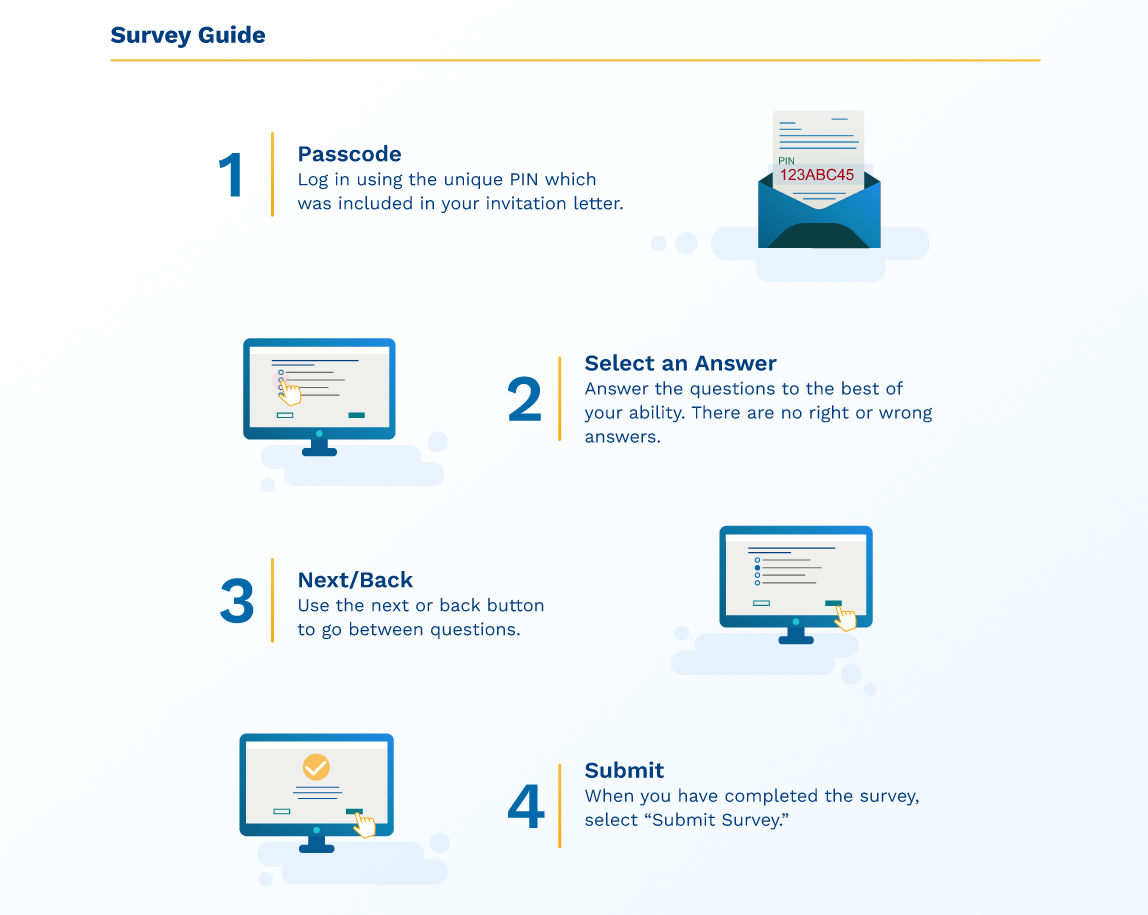 Survey Guide
1
Passcode
Log in using the unique PIN which
was included in your invitation letter.
PIN
123ABC45
2
Select an Answer
Answer the questions to the best of
your ability. There are no right or wrong
answers.
3
Next/Back
Use the next or back button
to go between questions.
4
Submit
When you have completed the survey,
select “Submit Survey.”